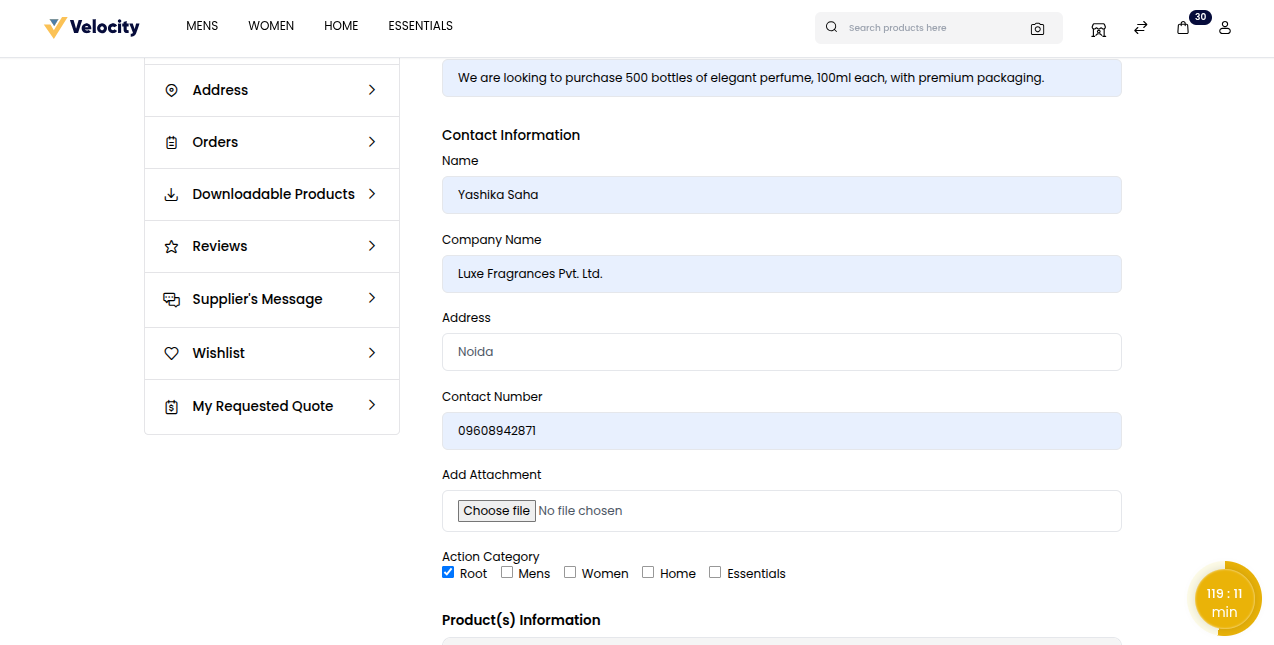 Velocity
MENS WOMEN HOME ESSENTIALS
Search products here
30
Address
Orders
Downloadable Products
Reviews
Supplier's Message
Wishlist
My Requested Quote
We are looking to purchase 500 bottles of elegant perfume, 100ml each, with premium packaging.
Contact Information
Name
Yashika Saha
Company Name
Luxe Fragrances Pvt. Ltd.
Address
Noida
Contact Number
09608942871
Add Attachment
Choose file No file chosen
Action Category
Root Mens Women Home Essentials
Product(s) Information
119 : 11
min